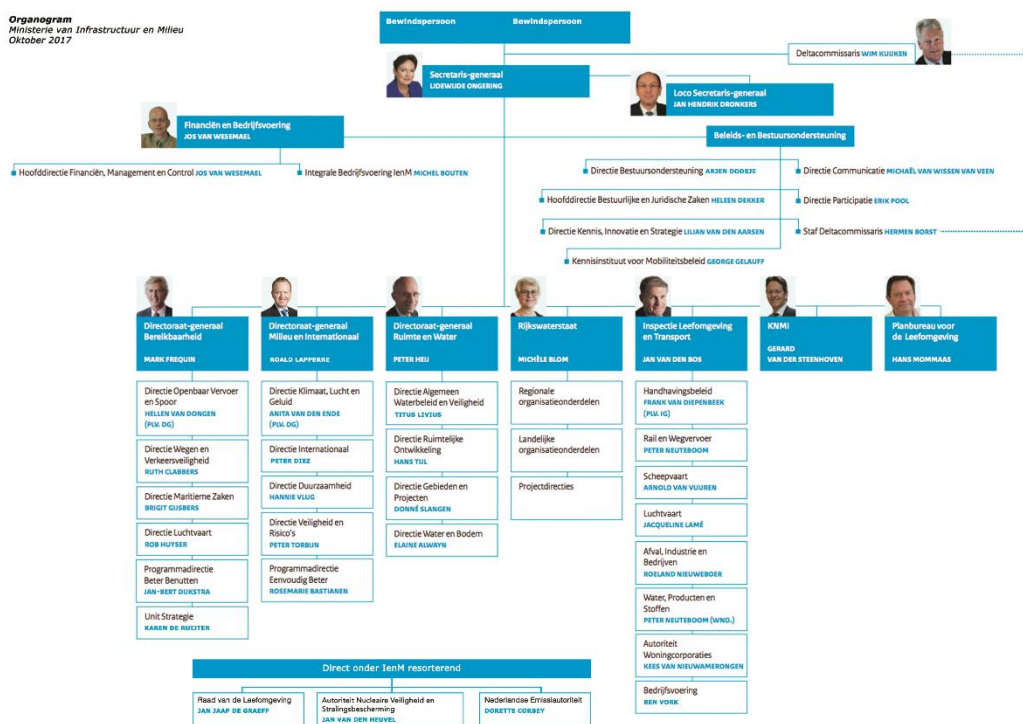 Organogram
Ministerie van Infrastructuur en Milieu
Oktober 2017
Bewindspersoon
Bewindspersoon
Deltacommissaris WIM KUIJKEN
Secretaris-generaal
LIDEWIJDE ONGERING
Loco Secretaris-generaal
JAN HENDRIK DRONKERS
Financiën en Bedrijfsvoering
JOS VAN WESEMAEL
Beleids- en Bestuursondersteuning
Hoofddirectie Financiën, Management en Control JOS VAN WESEMAEL
Integrale Bedrijfsvoering IenM MICHEL BOUTEN
Directie Bestuursondersteuning ARJEN DOOSJE
Directie Communicatie MICHAËL VAN WISSEN VAN VEEN
Hoofddirectie Bestuurlijke en Juridische Zaken HELEEN DEKKER
Directie Participatie ERIK POOL
Directie Kennis, Innovatie en Strategie LILIAN VAN DEN AARSEN
Staf Deltacommissaris HERMEN BORST
Kennisinstituut voor Mobiliteitsbeleid GEORGE GELAUFF
Directoraat-generaal
Bereikbaarheid
MARK FREQUIN
Directie Openbaar Vervoer
en Spoor
HELLEN VAN DONGEN
(PLV. DG)
Directie Wegen en
Verkeersveiligheid
RUTH CLABBERS
Directie Maritieme Zaken
BRIGIT GIJSBERS
Directie Luchtvaart
ROB HUYSER
Programmadirectie
Beter Benutten
JAN-BERT DIJKSTRA
Unit Strategie
KAREN DE RUIJTER
Directoraat-generaal
Milieu en Internationaal
ROALD LAPPERRE
Directie Klimaat, Lucht en
Geluid
ANITA VAN DEN ENDE
(PLV. DG)
Directie Internationaal
PETER DIEZ
Directie Duurzaamheid
HANNIE VLUG
Directie Veiligheid en
Risico's
PETER TORBIJN
Programmadirectie
Eenvoudig Beter
ROSEMARIE BASTIANEN
Directoraat-generaal
Ruimte en Water
PETER HEIJ
Directie Algemeen
Waterbeleid en Veiligheid
TITUS LIVIUS
Directie Ruimtelijke
Ontwikkeling
HANS TIJL
Directie Gebieden en
Projecten
DONNÉ SLANGEN
Directie Water en Bodem
ELAINE ALWAYN
Rijkswaterstaat
MICHÈLE BLOM
Regionale
organisatieonderdelen
Landelijke
organisatieonderdelen
Projectdirecties
Inspectie Leefomgeving
en Transport
JAN VAN DEN BOS
Handhavingsbeleid
FRANK VAN DIEPENBEEK
(PLV. IG)
Rail en Wegvervoer
PETER NEUTEBOOM
Scheepvaart
ARNOLD VAN VUUREN
Luchtvaart
JACQUELINE LAMÉ
Afval, Industrie en
Bedrijven
ROELAND NIEUWEBOER
Water, Producten en
Stoffen
PETER NEUTEBOOM (WND.)
Autoriteit
Woningcorporaties
KEES VAN NIEUWAMERONGEN
Bedrijfsvoering
BEN VORK
KNMI
GERARD
VAN DER STEENHOVEN
Planbureau voor
de Leefomgeving
HANS MOMMAAS
Direct onder IenM resorterend
Raad van de Leefomgeving
JAN JAAP DE GRAEFF
Autoriteit Nucleaire Veiligheid en
Stralingsbescherming
JAN VAN DEN HEUVEL
Nederlandse Emissiautoriteit
DORETTE CORBEY